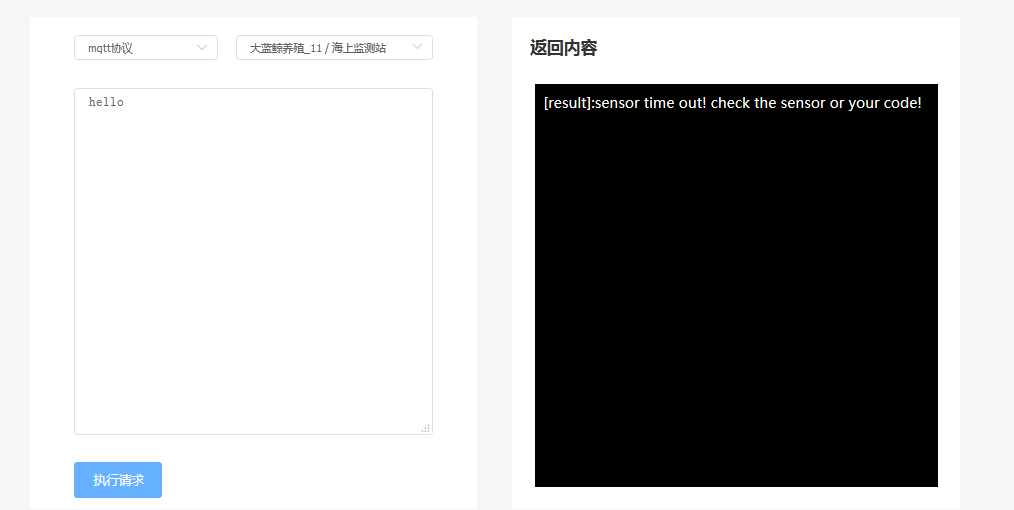 mqtt协议
大蓝鲸养殖_11 / 海上监测站
hello
执行请求
返回内容
[result]:sensor time out! check the sensor or your code!